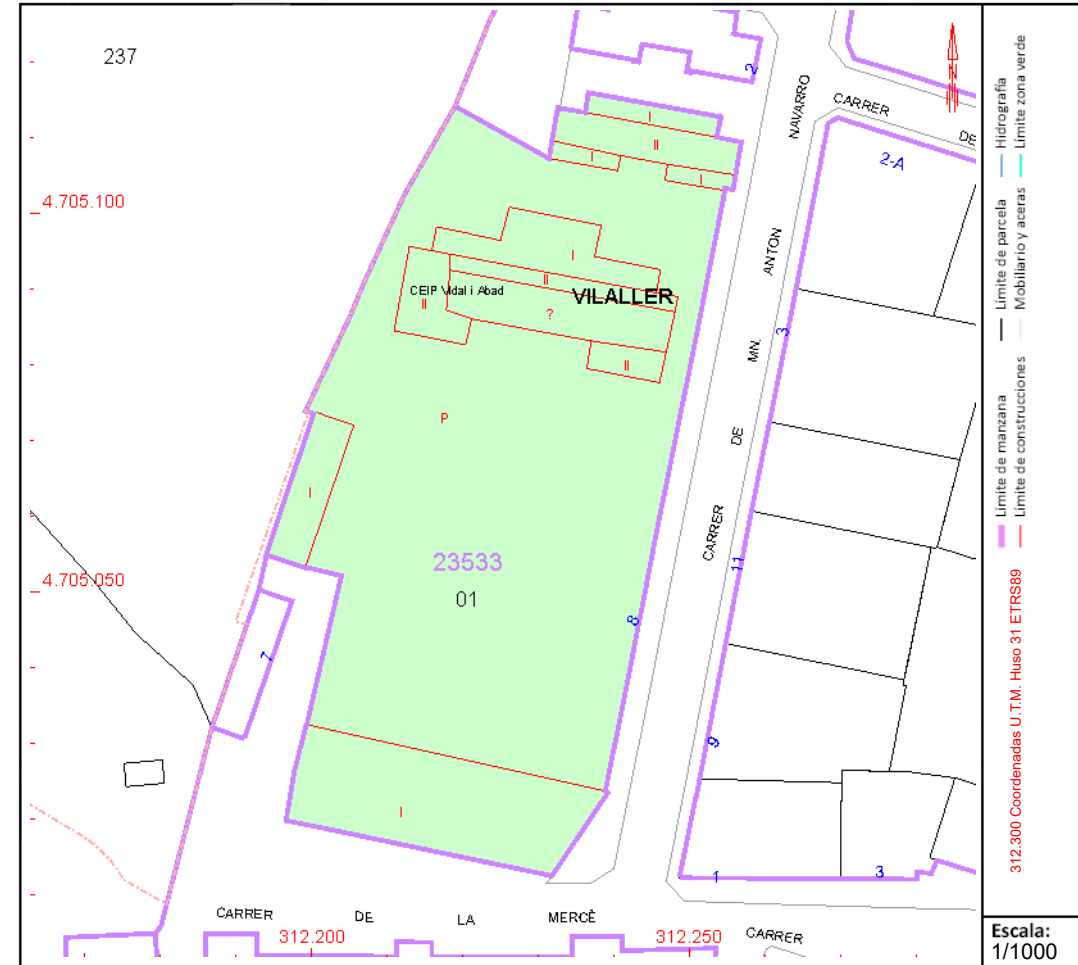 237
2
NAVARRO
CARRER
DE
2-A
I
II
I
I
4.705.100
ANTON
I
II
CEIP Vidal i Abad
II
VILALLER
?
II
3
MN.
P
DE
I
CARRER
11
23533
01
4.705.050
8
7
9
I
1
3
CARRER DE LA MERCÈ
312.200
312.250
CARRER
Límite de manzana
Límite de parcela
Hidrografía
Límite de construcciones
Mobiliario y aceras
Límite zona verde
312.300 Coordenadas U.T.M. Huso 31 ETRS89
N
Escala:
1/1000